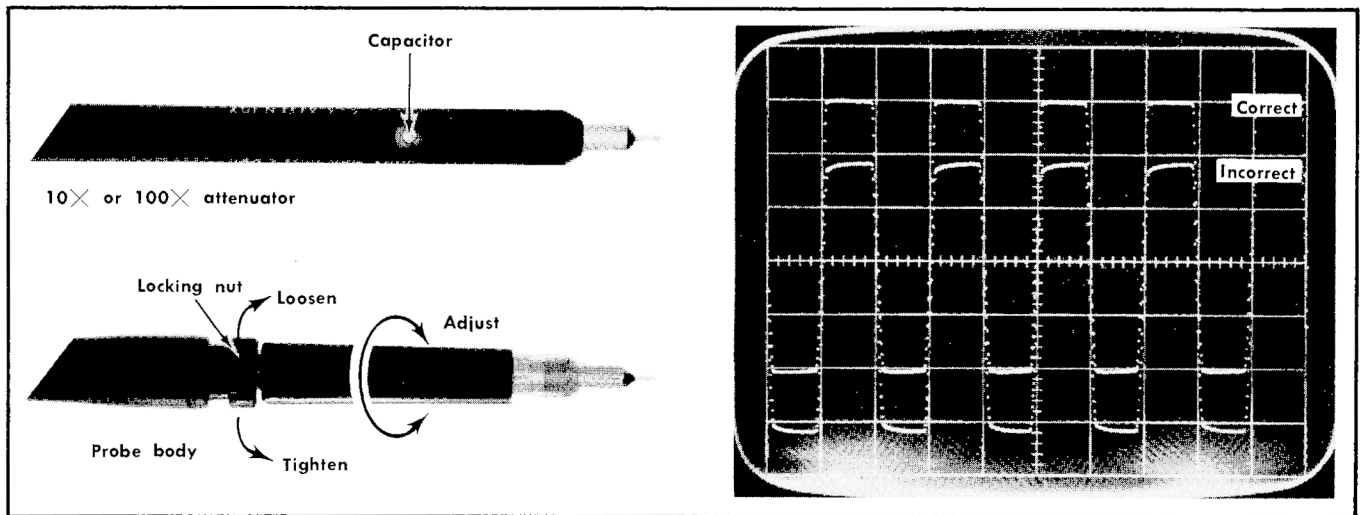 Capacitor
10× or 100× attenuator
Locking nut
Loosen
Adjust
Probe body
Tighten
Correct
Incorrect